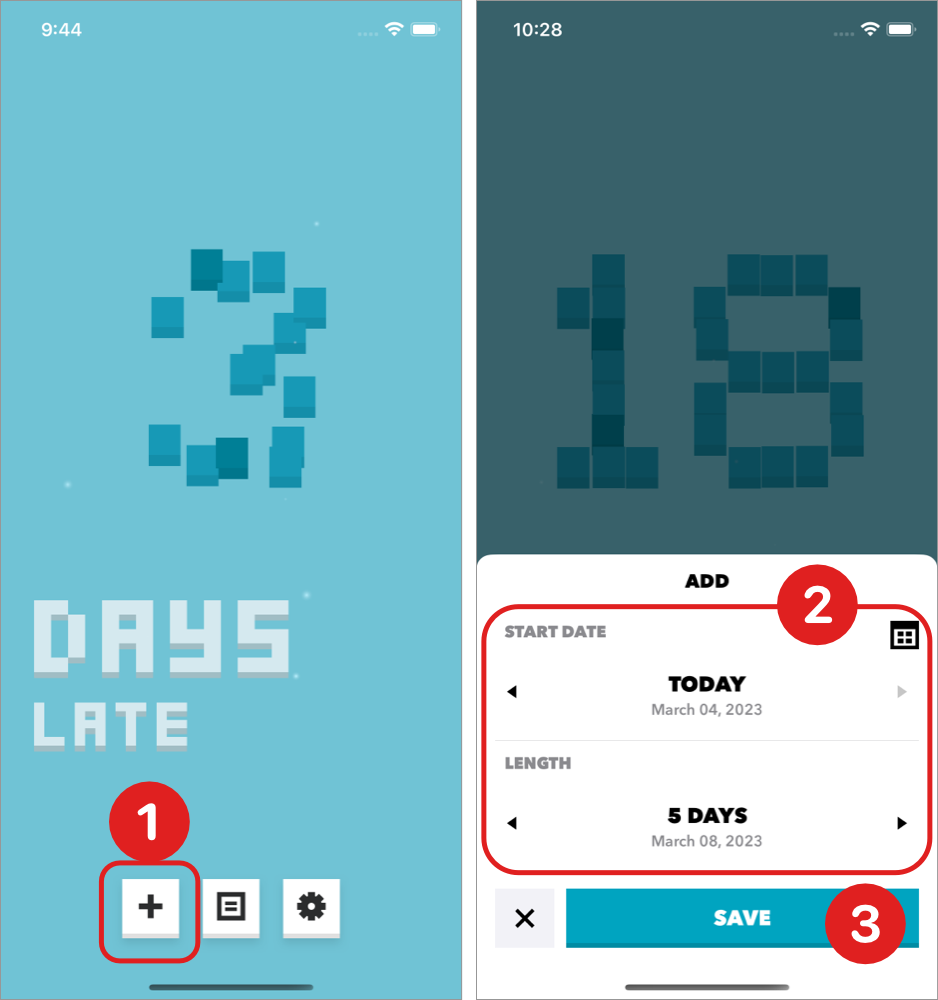 9:44
3
DAYS
LATE
1
10:28
18
ADD
2
START DATE
TODAY
March 04, 2023
LENGTH
5 DAYS
March 08, 2023
SAVE
3